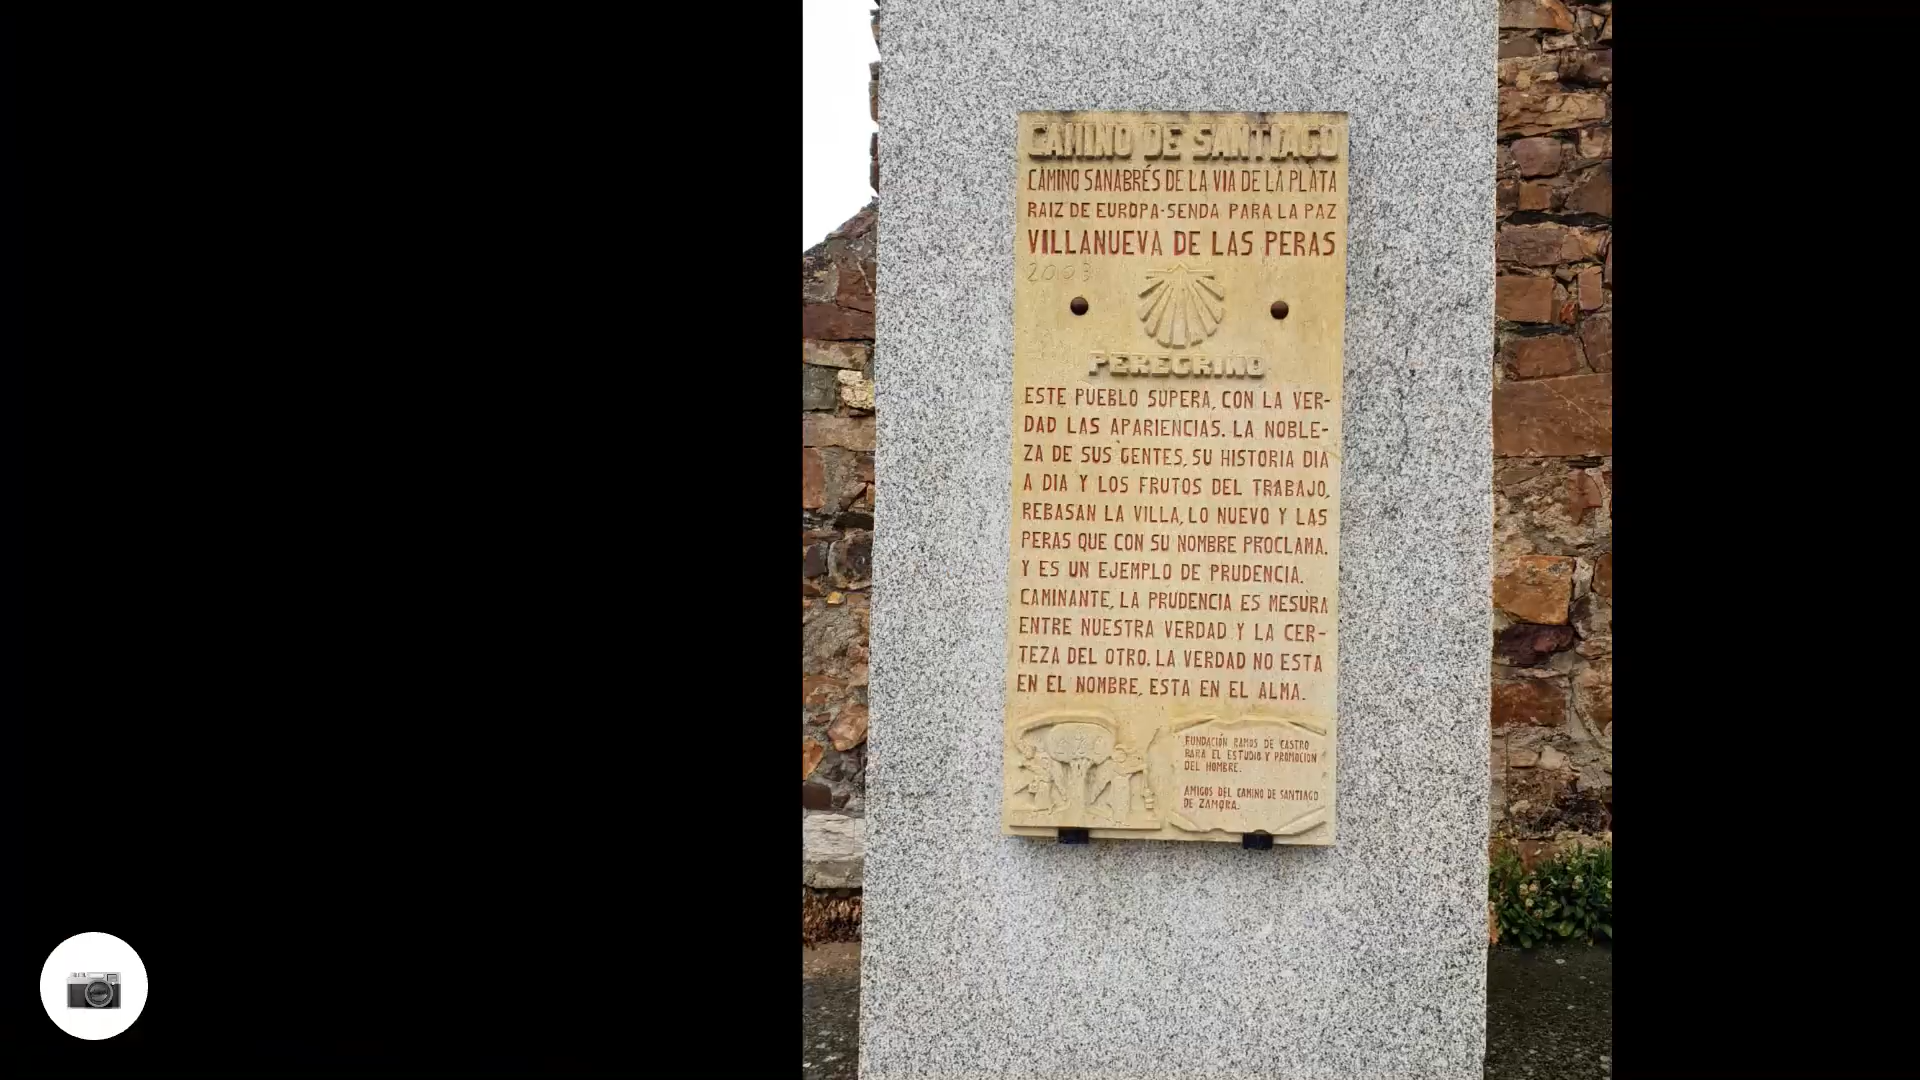 CAMINO DE SANTIAGO
CAMINO SANABRÉS DE LA VIA DE LA PLATA
RAIZ DE EUROPA-SENDA PARA LA PAZ
VILLANUEVA DE LAS PERAS
2003
PEREGRINO
ESTE PUEBLO SUPERA, CON LA VER-
DAD LAS APARIENCIAS. LA NOBLE-
ZA DE SUS GENTES, SU HISTORIA DIA
A DIA Y LOS FRUTOS DEL TRABAJO,
REBASAN LA VILLA, LO NUEVO Y LAS
PERAS QUE CON SU NOMBRE PROCLAMA.
Y ES UN EJEMPLO DE PRUDENCIA.
CAMINANTE, LA PRUDENCIA ES MESURA
ENTRE NUESTRA VERDAD Y LA CER-
TEZA DEL OTRO. LA VERDAD NO ESTA
EN EL NOMBRE, ESTA EN EL ALMA.
FUNDACIÓN RAMOS DE CASTRO
PARA EL ESTUDIO Y PROMOCION
DEL HOMBRE.
AMIGOS DEL CAMINO DE SANTIAGO
DE ZAMORA.